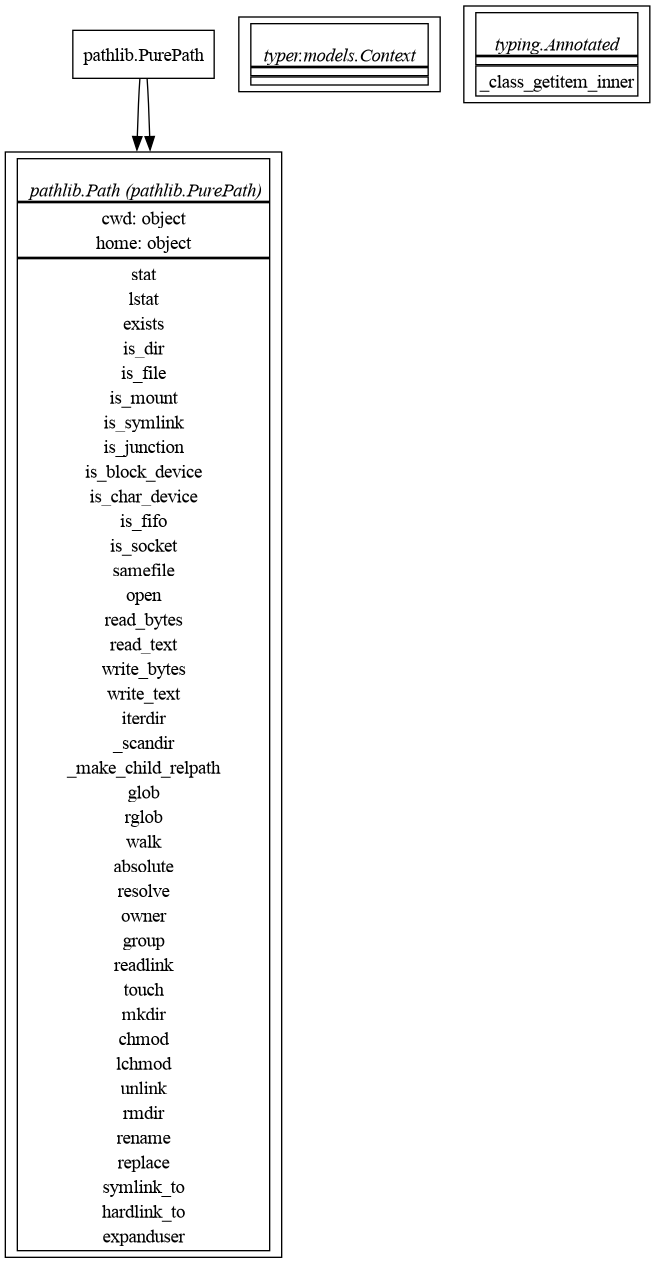 pathlib.PurePath
typer.models.Context
typing.Annotated
_class_getitem_inner
pathlib.Path (pathlib.PurePath)
cwd: object
home: object
stat
lstat
exists
is_dir
is_file
is_mount
is_symlink
is_junction
is_block_device
is_char_device
is_fifo
is_socket
samefile
open
read_bytes
read_text
write_bytes
write_text
iterdir
_scandir
_make_child_relpath
glob
rglob
walk
absolute
resolve
owner
group
readlink
touch
mkdir
chmod
lchmod
unlink
rmdir
rename
replace
symlink_to
hardlink_to
expanduser